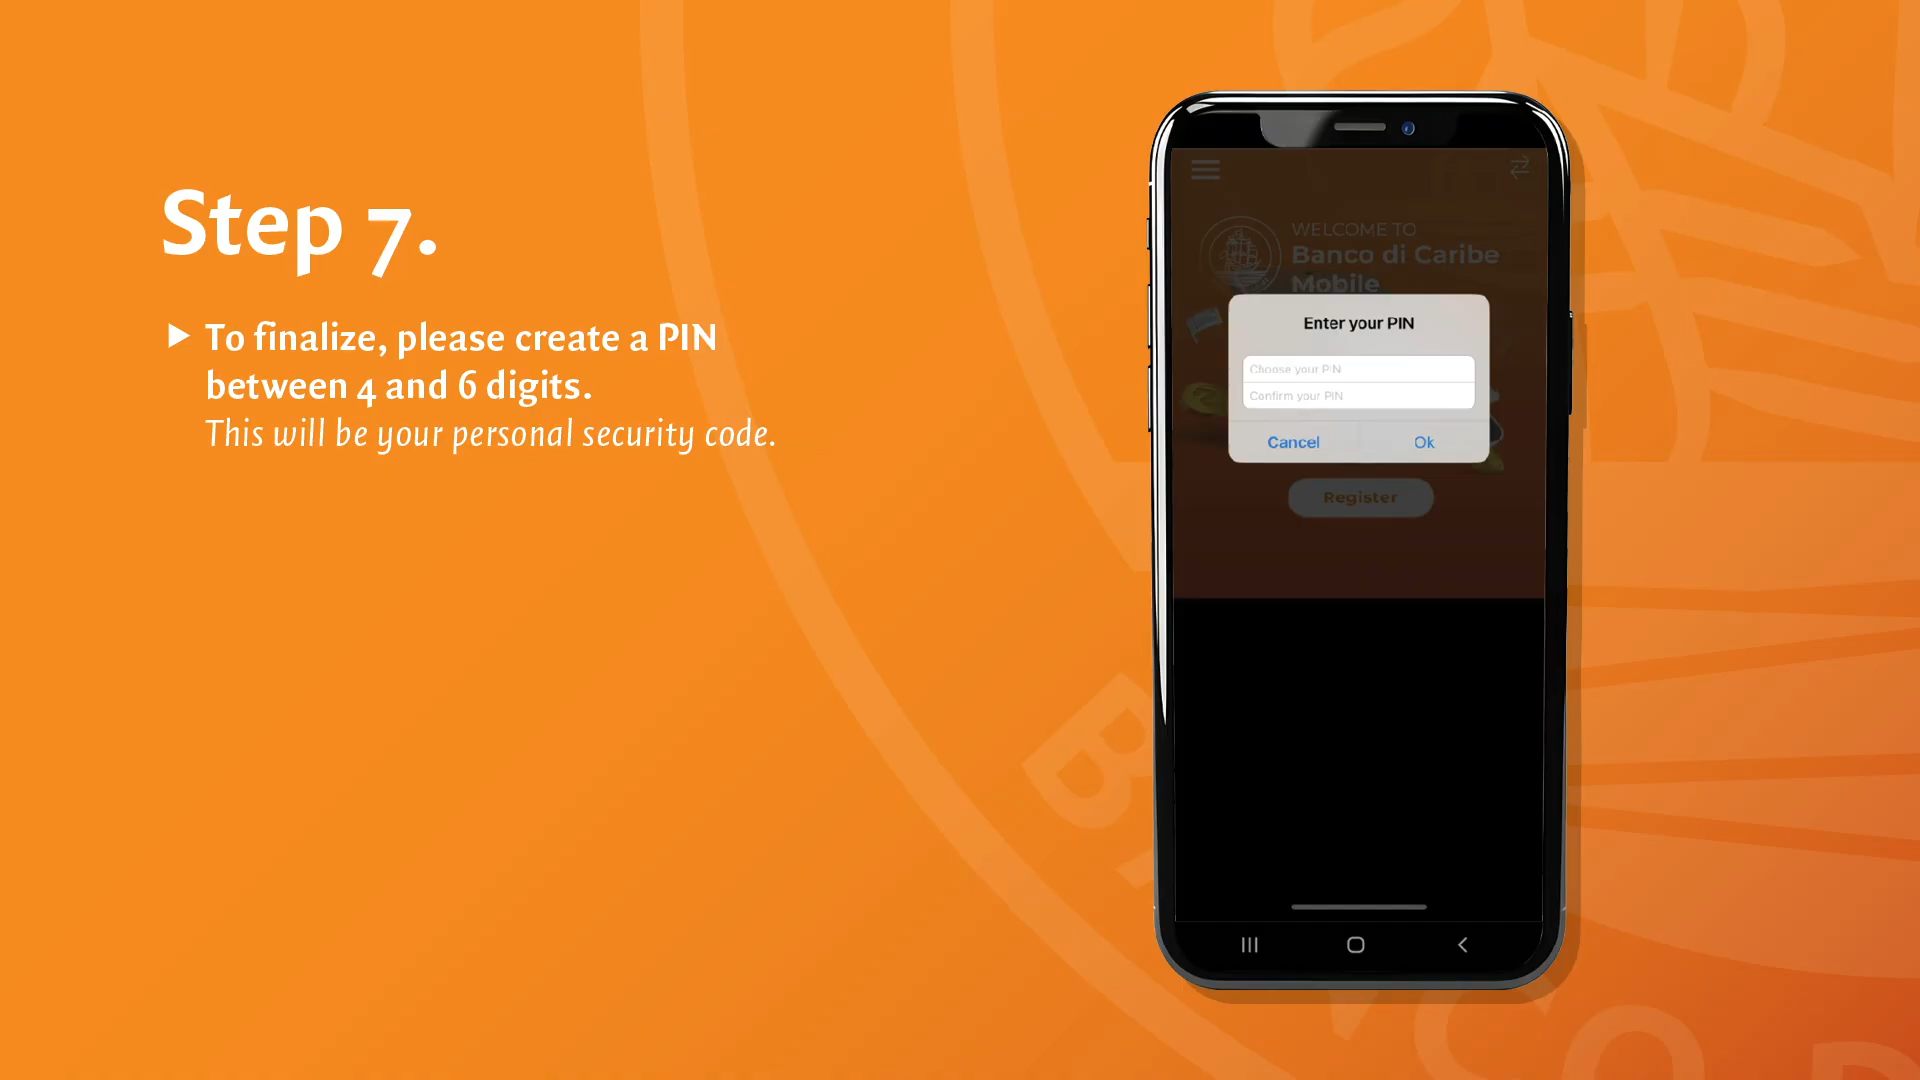 Step 7.
To finalize, please create a PIN
between 4 and 6 digits.
This will be your personal security code.
WELCOME TO
Banco di Caribe
Mobile
Enter your PIN
Choose your PIN
Confirm your PIN
Cancel
Ok
Register